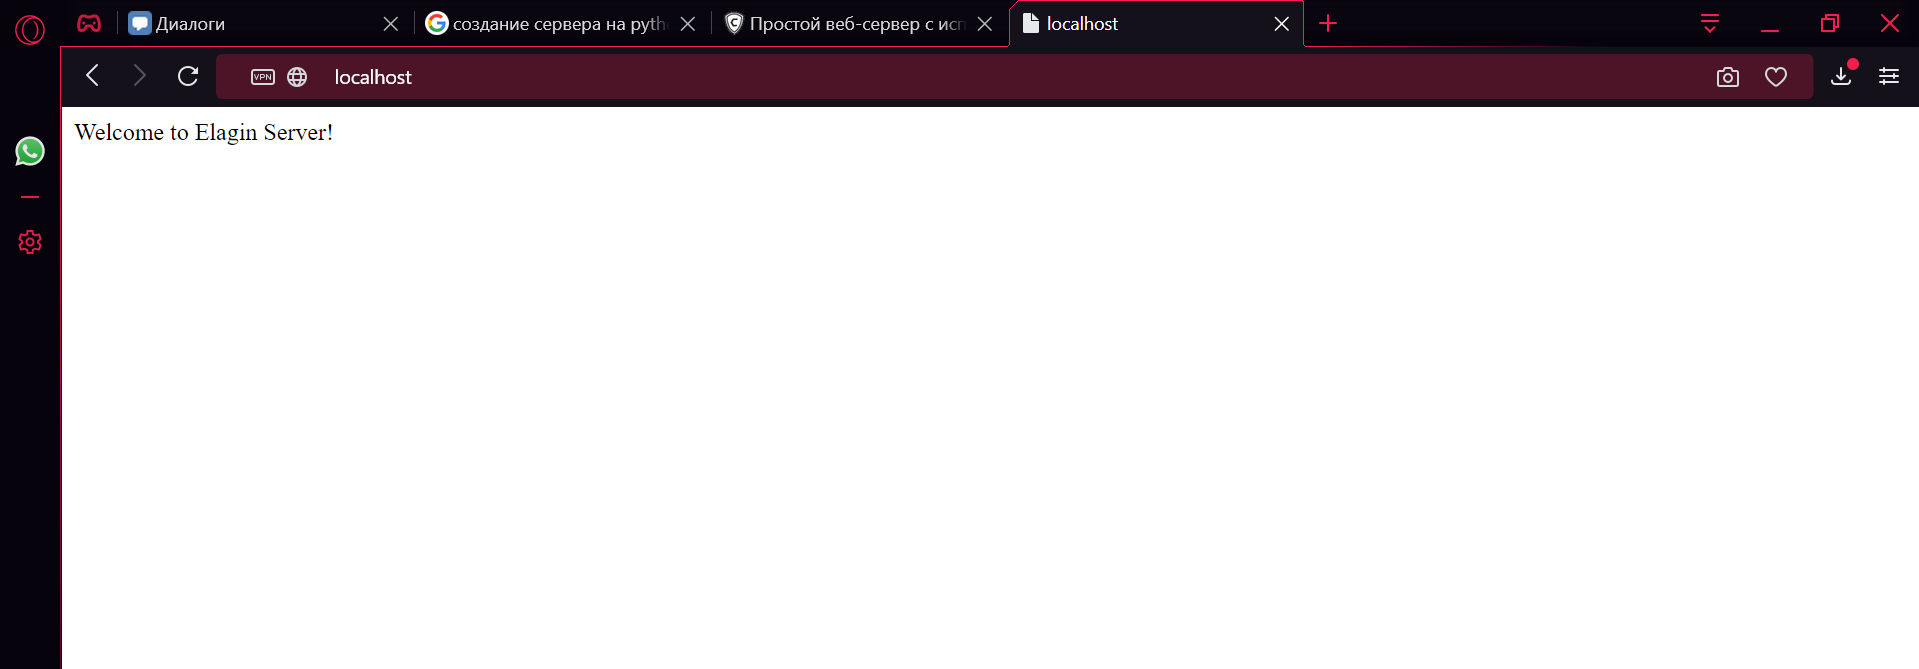 Диалоги
создание сервера на pyth
Простой веб-сервер с исп
localhost
VPN
localhost
Welcome to Elagin Server!